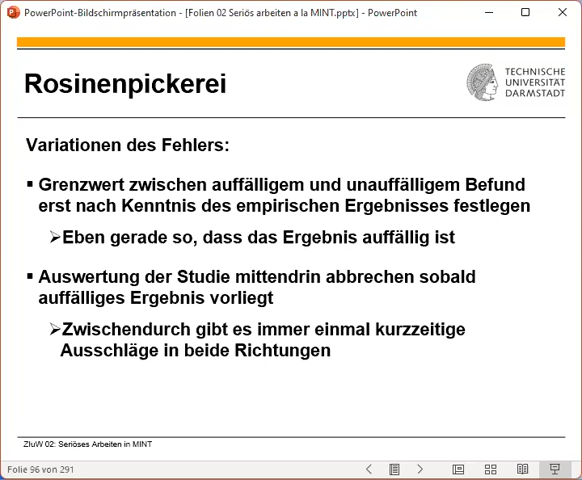 PowerPoint-Bildschirmpräsentation - [Folien 02 Seriös arbeiten a la MINT.pptx] - PowerPoint
Rosinenpickerei
TECHNISCHE
UNIVERSITÄT
DARMSTADT
Variationen des Fehlers:
▪ Grenzwert zwischen auffälligem und unauffälligem Befund
erst nach Kenntnis des empirischen Ergebnisses festlegen
➢Eben gerade so, dass das Ergebnis auffällig ist
▪ Auswertung der Studie mittendrin abbrechen sobald
auffälliges Ergebnis vorliegt
➢Zwischendurch gibt es immer einmal kurzzeitige
Ausschläge in beide Richtungen
ZIuW 02: Seriöses Arbeiten in MINT
Folie 96 von 291